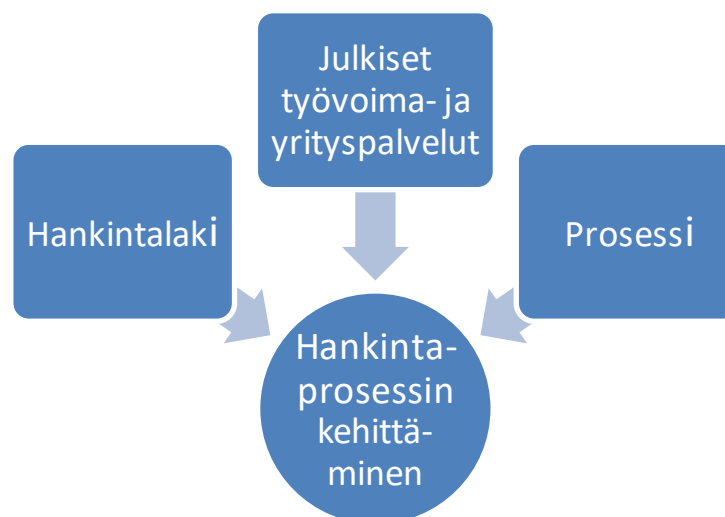 Julkiset
työvoima- ja
yrityspalvelut
Hankintalaki
Prosessi
Hankinta-
prosessin
kehittä-
minen